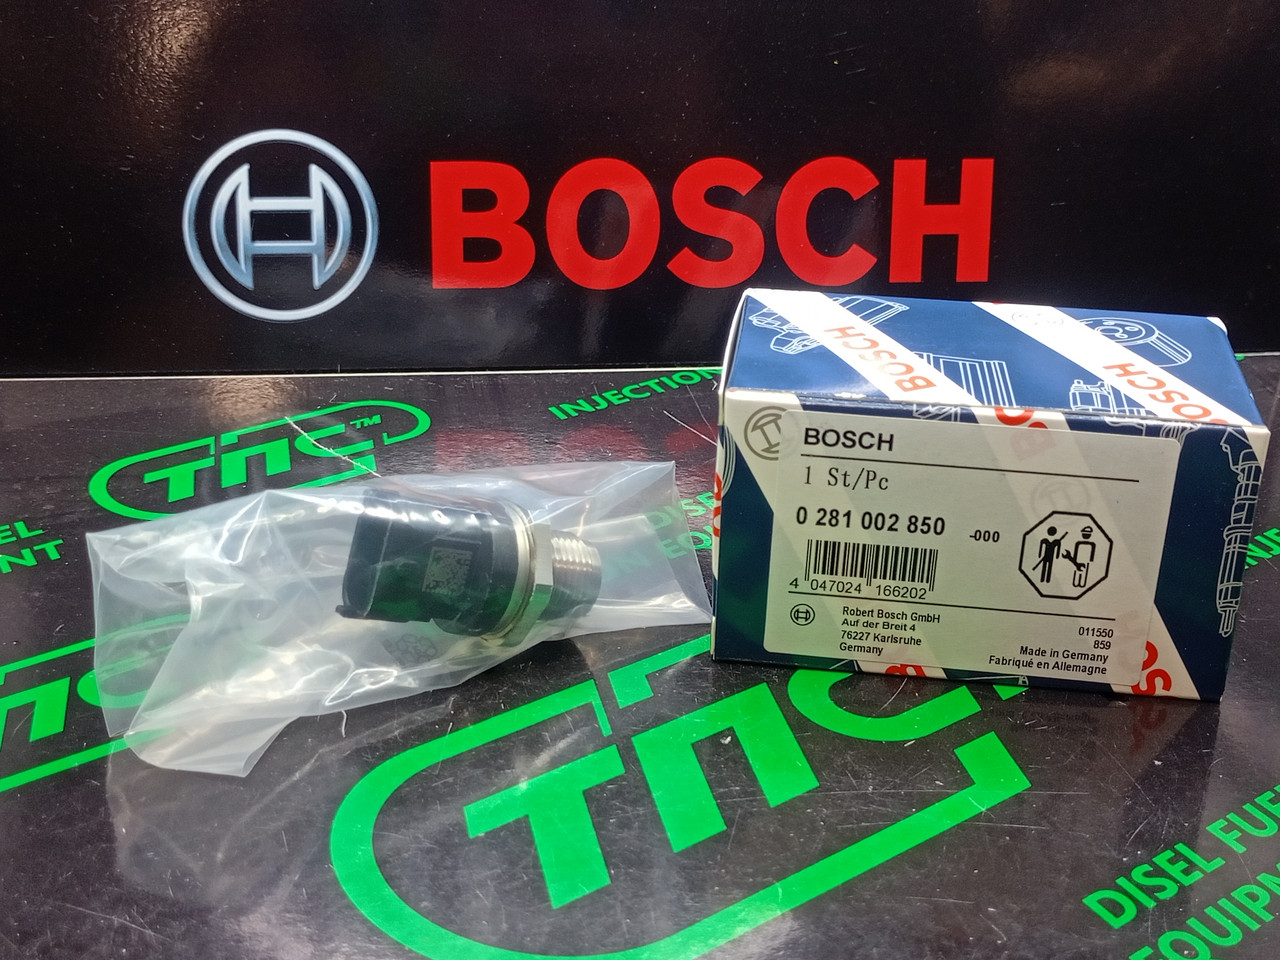 BOSCH
BOSCH
BOSCH
BOSCH
1 St/Pc
0 281 002 850 -000
4 047024 166202
Robert Bosch GmbH
Auf der Breit 4
76227 Karlsruhe
Germany
011550
859
Made in Germany
Fabriqué en Allemagne
INJECTION
тпс™
DISEL
тпс
DISEL FUE
EQUIPM